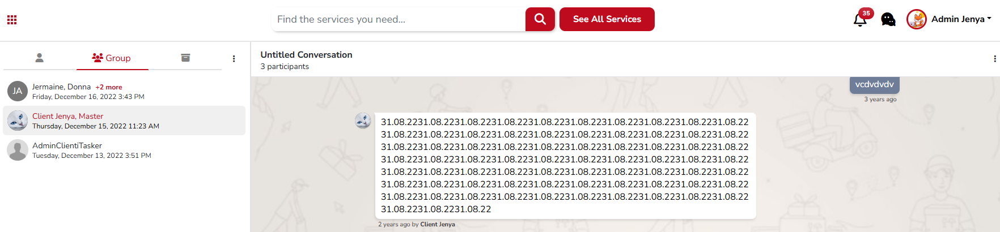 Find the services you need...
See All Services
35
Admin Jenya
Group
JA
Jermaine, Donna +2 more
Friday, December 16, 2022 3:43 PM
Client Jenya, Master
Thursday, December 15, 2022 11:23 AM
AdminClientiTasker
Tuesday, December 13, 2022 3:51 PM
Untitled Conversation
3 participants
vcdvdvdv
3 years ago
31.08.2231.08.2231.08.2231.08.2231.08.2231.08.2231.08.2231.08.2231.08.2231.08.22
31.08.2231.08.2231.08.2231.08.2231.08.2231.08.2231.08.2231.08.2231.08.2231.08.22
31.08.2231.08.2231.08.2231.08.2231.08.2231.08.2231.08.2231.08.2231.08.2231.08.22
31.08.2231.08.2231.08.2231.08.2231.08.2231.08.2231.08.2231.08.2231.08.2231.08.22
31.08.2231.08.2231.08.2231.08.2231.08.2231.08.2231.08.2231.08.2231.08.2231.08.22
31.08.2231.08.2231.08.2231.08.2231.08.2231.08.2231.08.2231.08.2231.08.2231.08.22
31.08.2231.08.2231.08.2231.08.2231.08.2231.08.2231.08.2231.08.2231.08.2231.08.22
31.08.2231.08.2231.08.22
2 years ago by Client Jenya